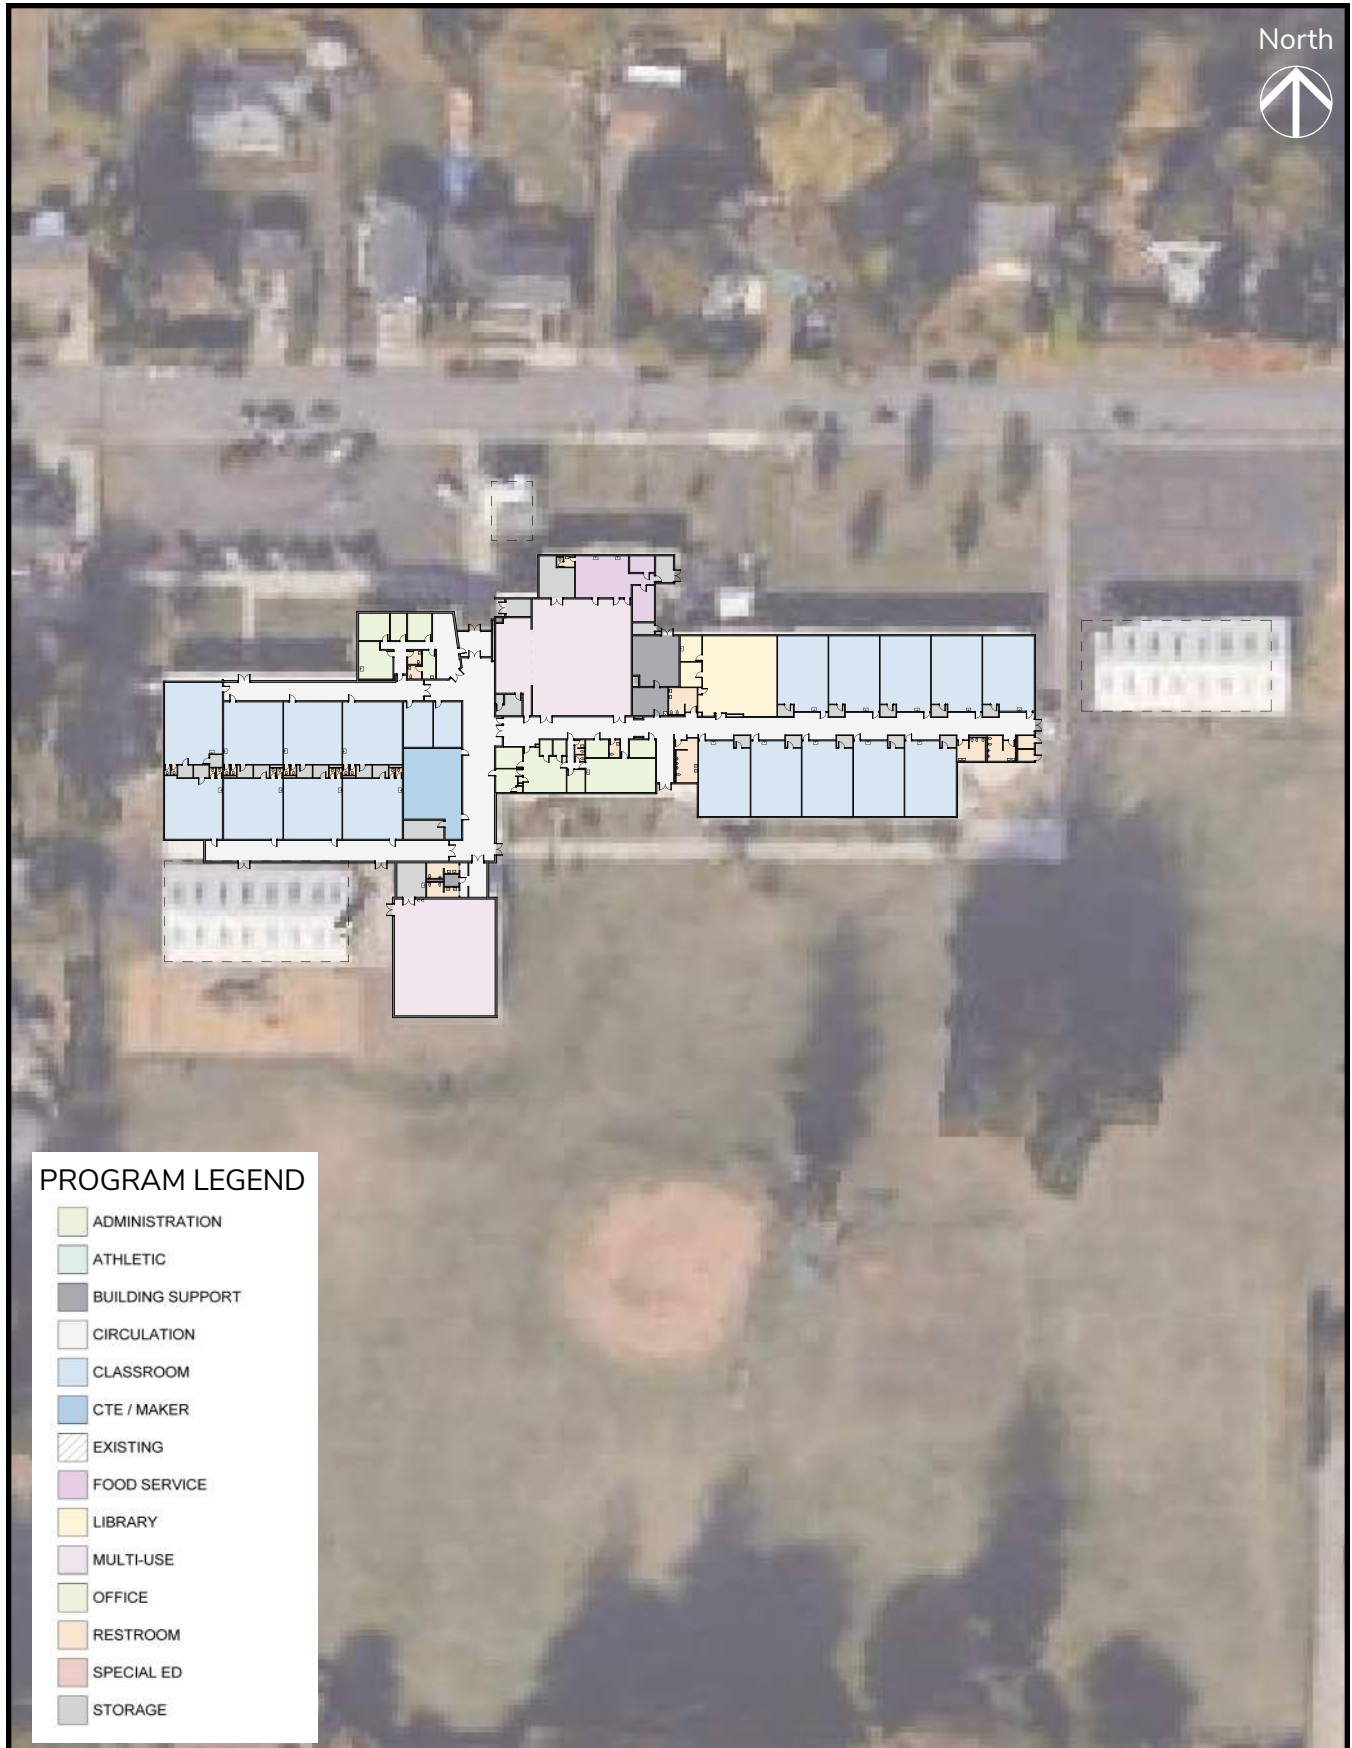 North
PROGRAM LEGEND
ADMINISTRATION
ATHLETIC
BUILDING SUPPORT
CIRCULATION
CLASSROOM
CTE / MAKER
EXISTING
FOOD SERVICE
LIBRARY
MULTI-USE
OFFICE
RESTROOM
SPECIAL ED
STORAGE